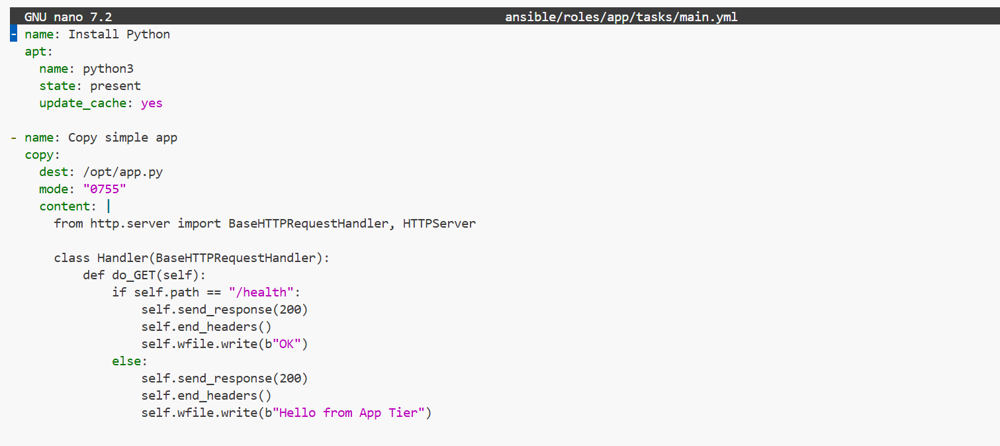 GNU nano 7.2 ansible/roles/app/tasks/main.yml
- name: Install Python
  apt:
    name: python3
    state: present
    update_cache: yes

- name: Copy simple app
  copy:
    dest: /opt/app.py
    mode: "0755"
    content: |
      from http.server import BaseHTTPRequestHandler, HTTPServer

      class Handler(BaseHTTPRequestHandler):
          def do_GET(self):
              if self.path == "/health":
                  self.send_response(200)
                  self.end_headers()
                  self.wfile.write(b"OK")
              else:
                  self.send_response(200)
                  self.end_headers()
                  self.wfile.write(b"Hello from App Tier")